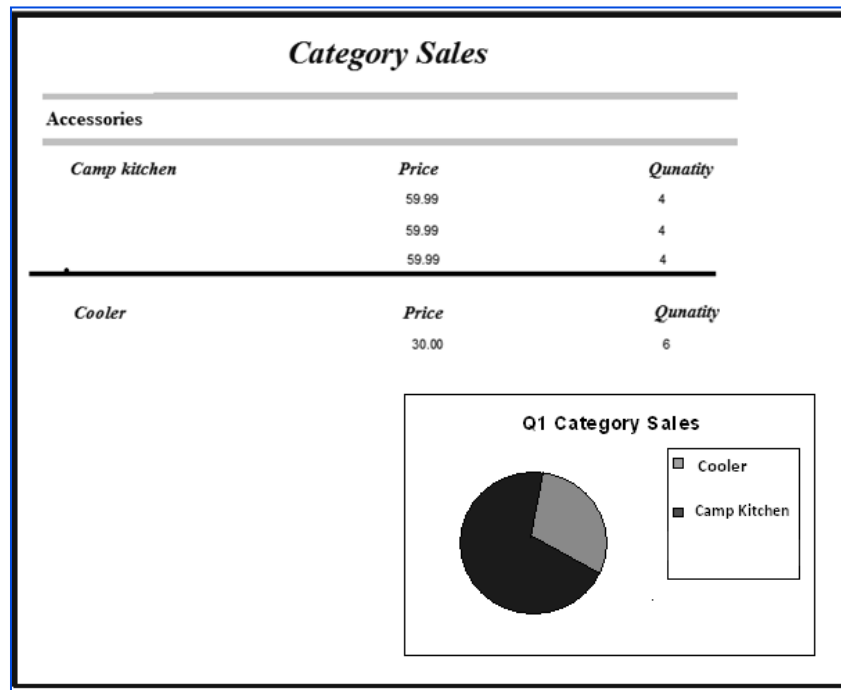 Category Sales
Accessories
Camp kitchen Price Qunatity
59.99 4
59.99 4
59.99 4
Cooler Price Qunatity
30.00 6
Q1 Category Sales
Cooler
Camp Kitchen